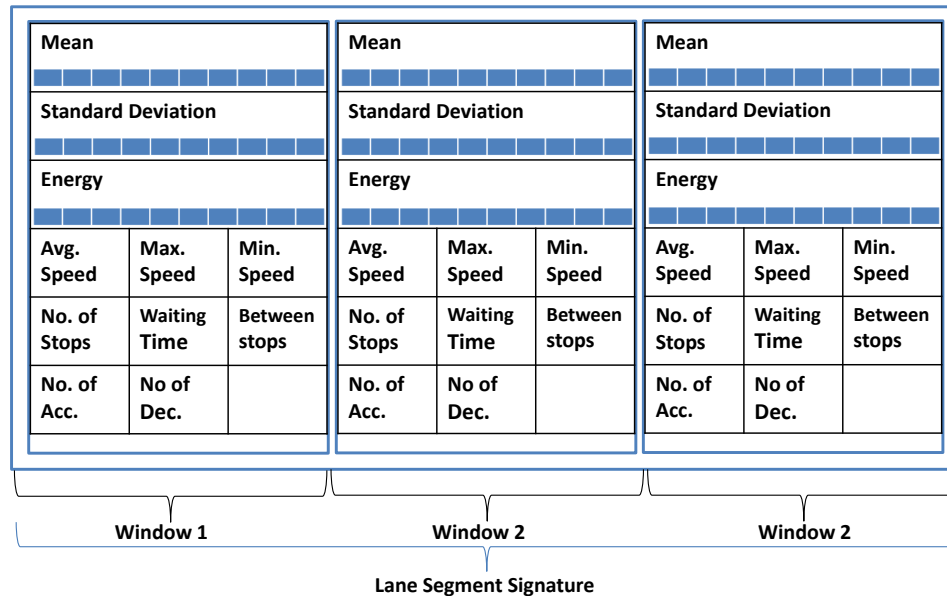 Mean
Standard Deviation
Energy
Avg. Speed
Max. Speed
Min. Speed
No. of Stops
Waiting Time
Between stops
No. of Acc.
No of Dec.
Mean
Standard Deviation
Energy
Avg. Speed
Max. Speed
Min. Speed
No. of Stops
Waiting Time
Between stops
No. of Acc.
No of Dec.
Mean
Standard Deviation
Energy
Avg. Speed
Max. Speed
Min. Speed
No. of Stops
Waiting Time
Between stops
No. of Acc.
No of Dec.
Window 1
Window 2
Window 2
Lane Segment Signature